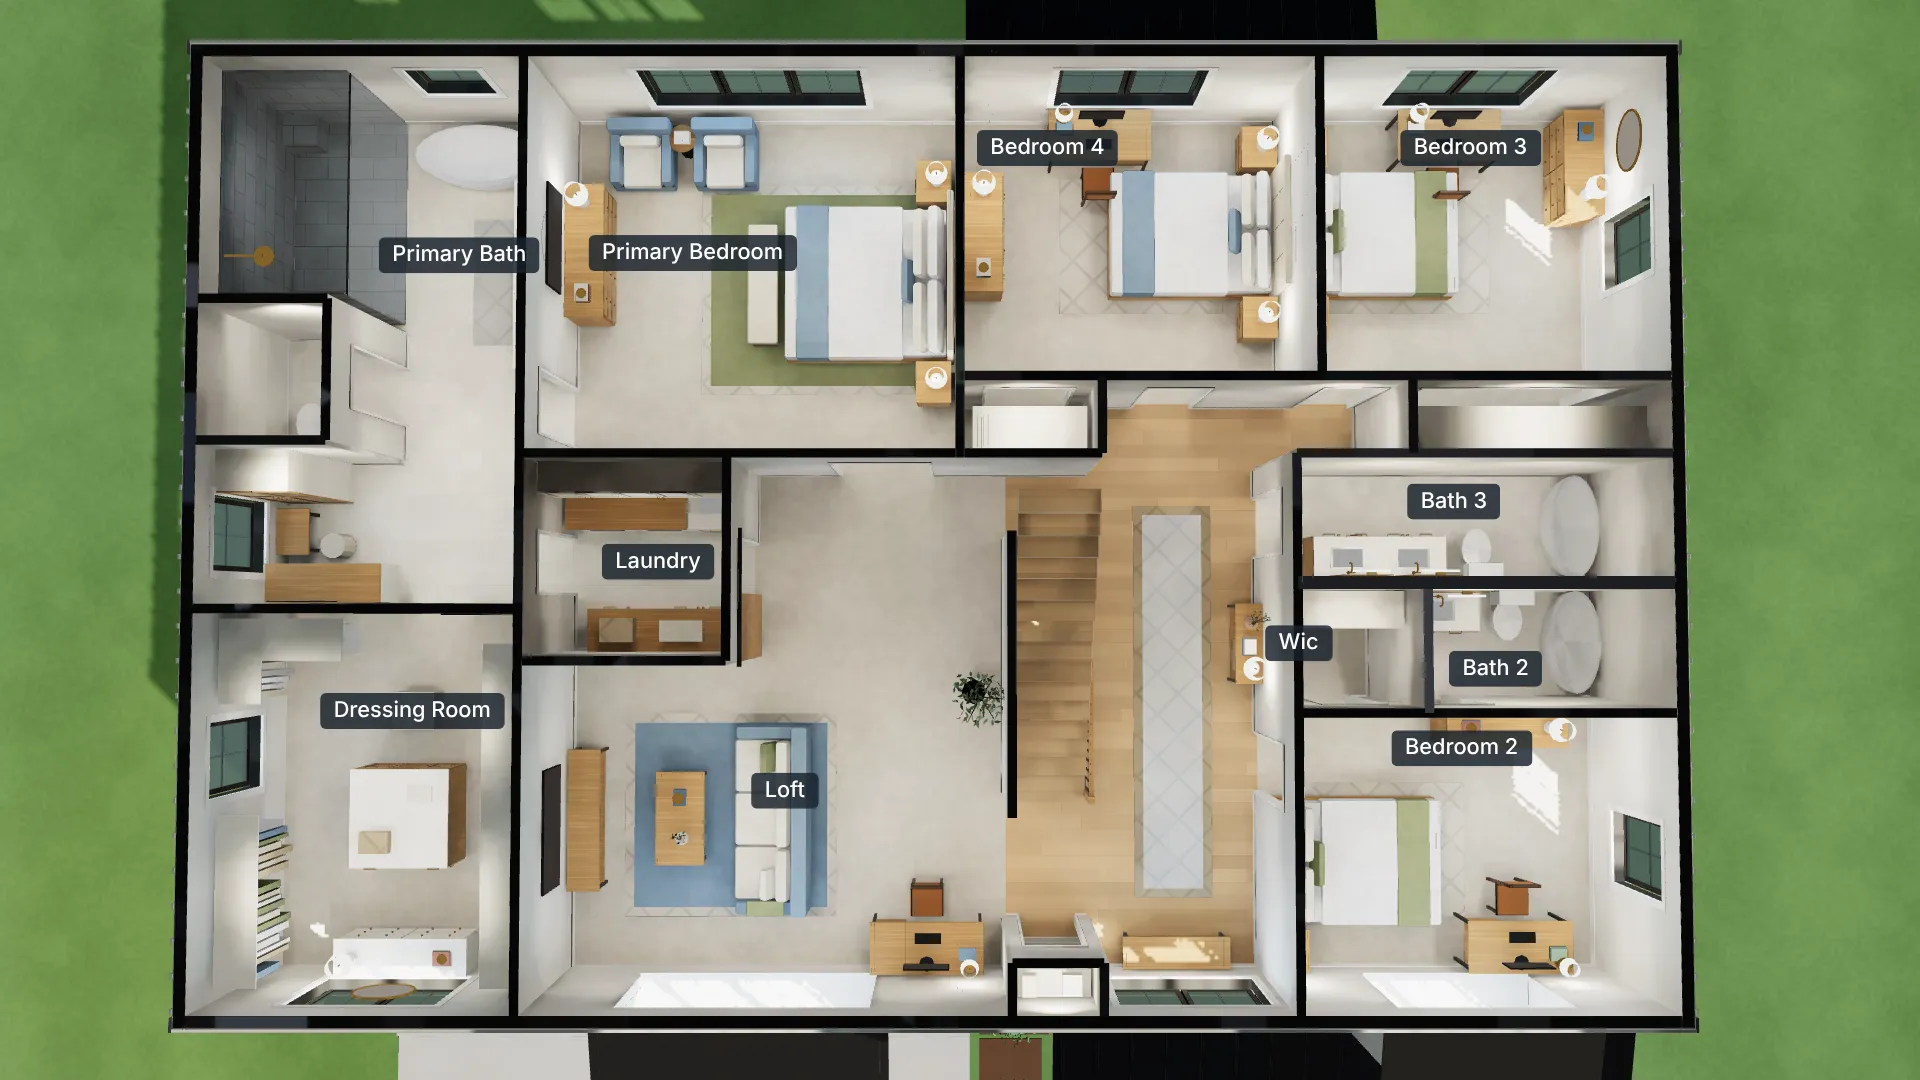 Bedroom 4
Bedroom 3
Primary Bath
Primary Bedroom
Bath 3
Laundry
Wic
Bath 2
Dressing Room
Bedroom 2
Loft